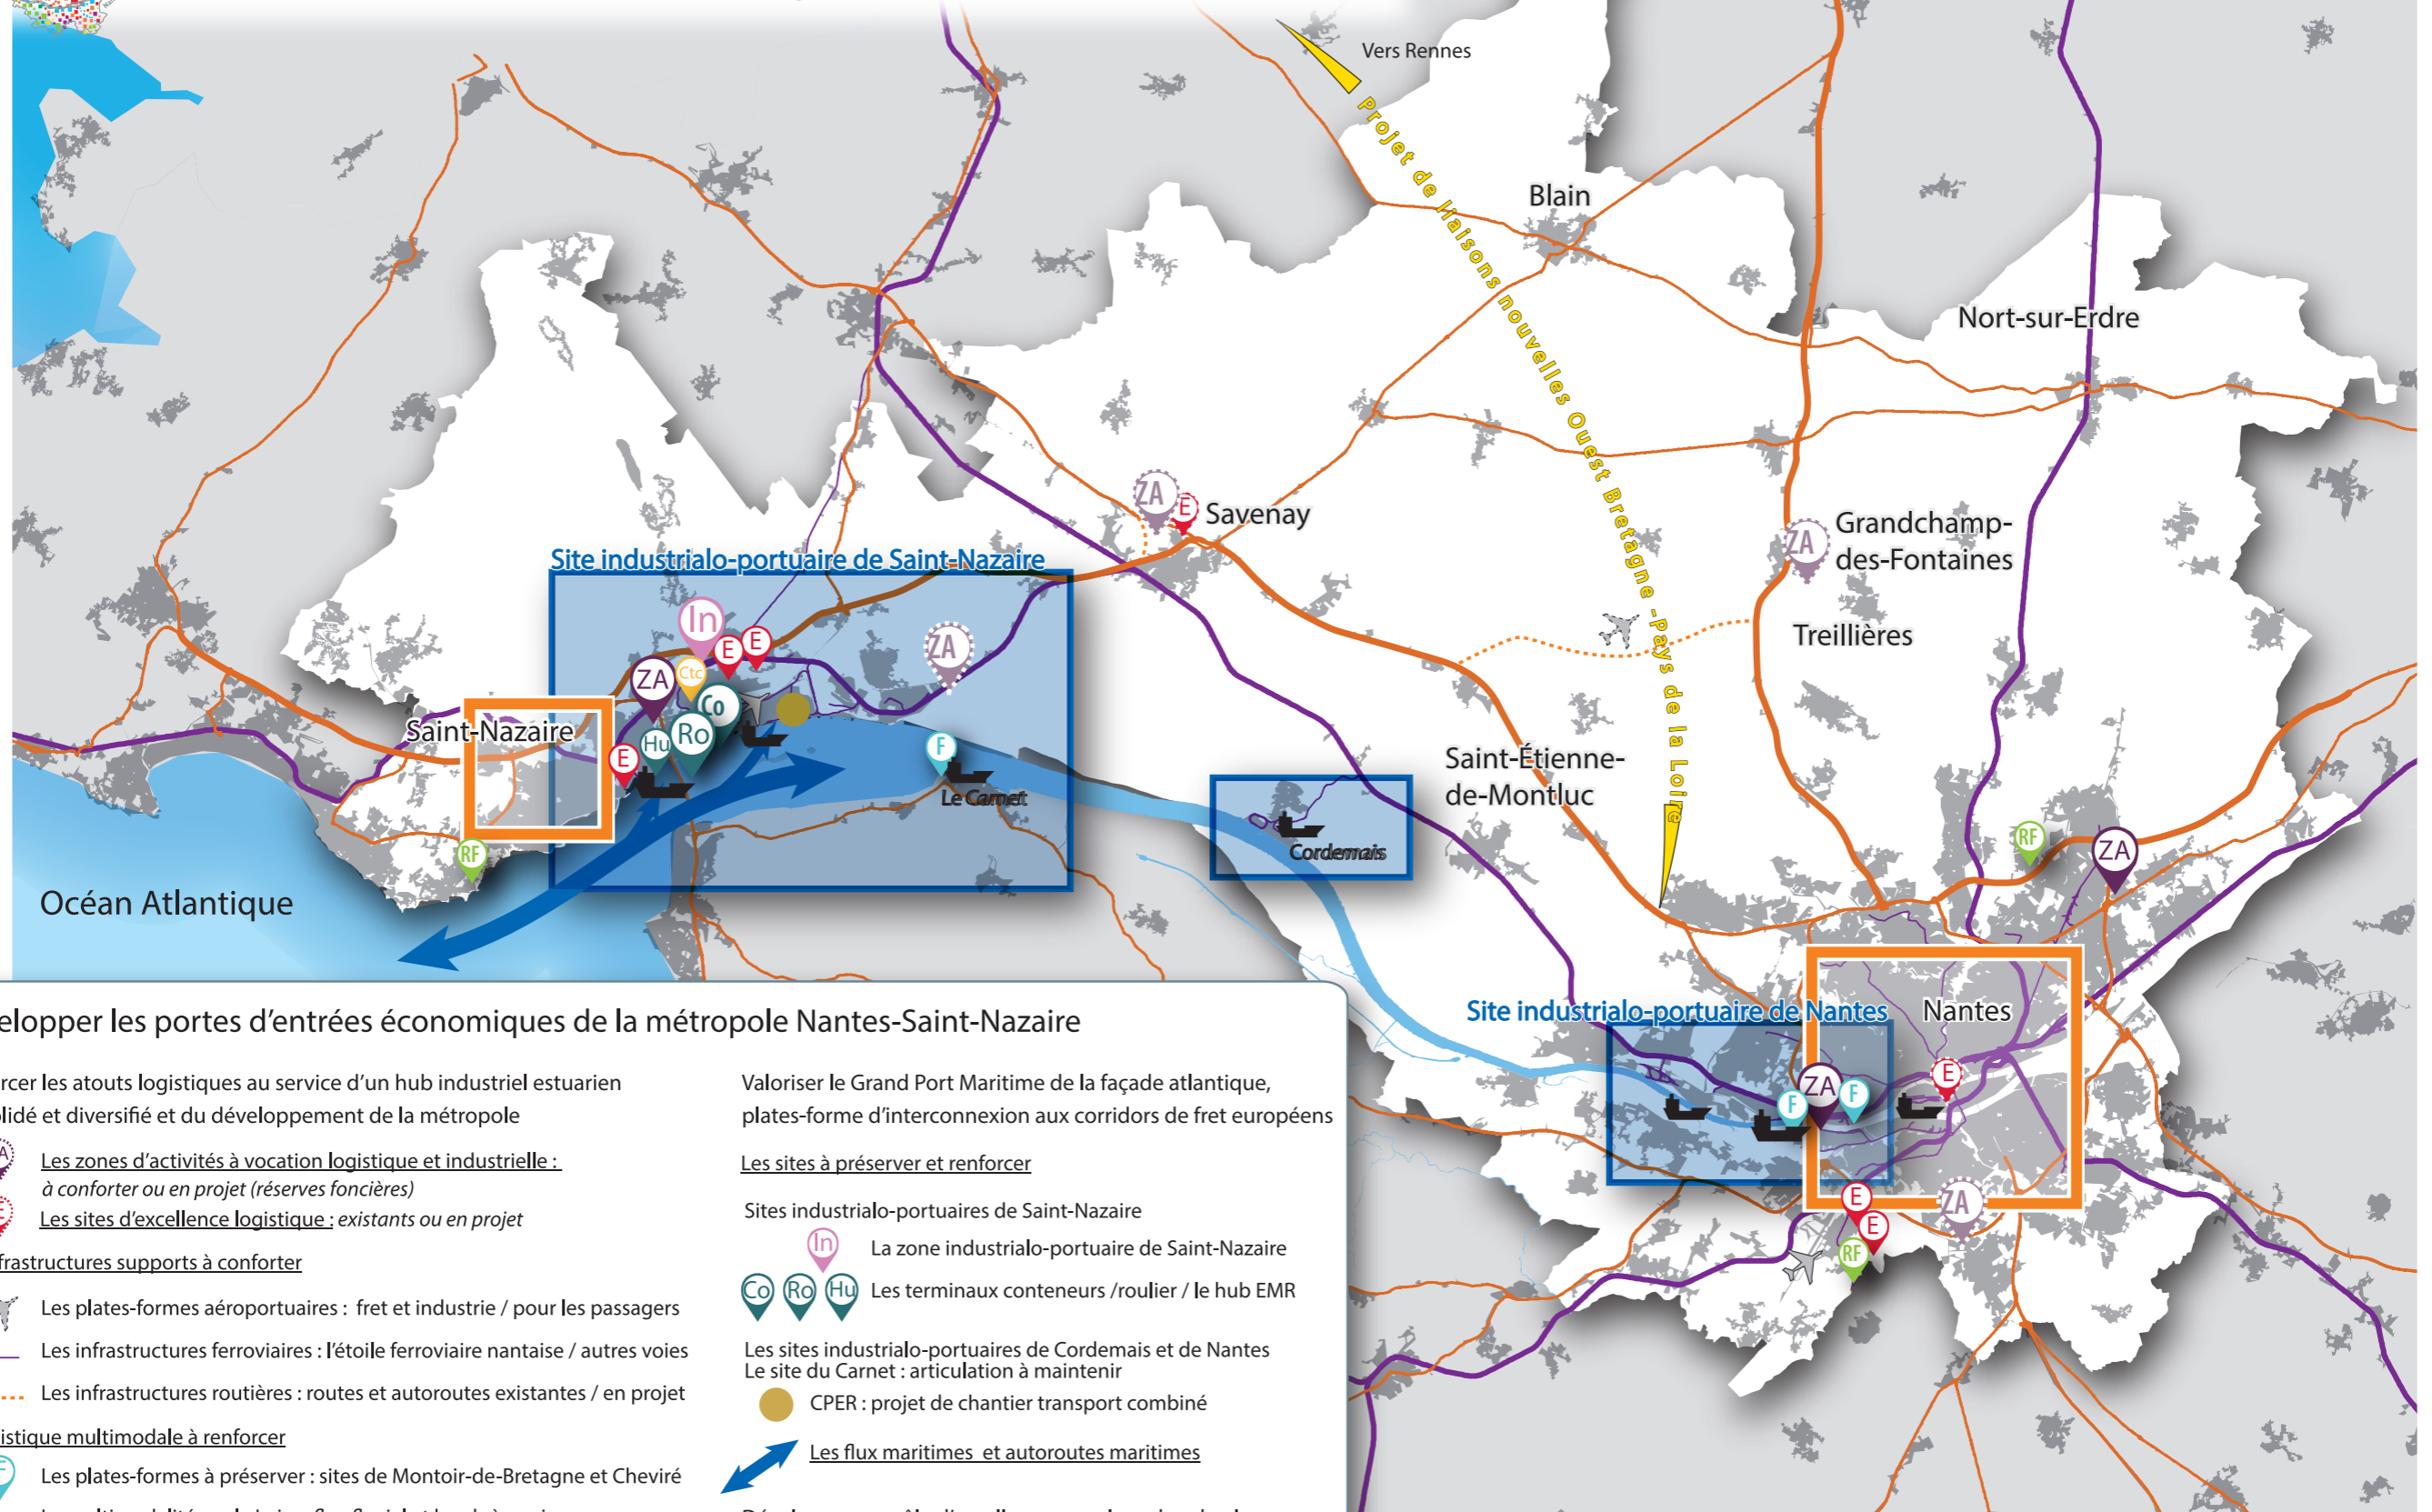 Vers Rennes
Projet de liaisons nouvelles Ouest Bretagne - Pays de la Loire
Blain
Nort-sur-Erdre
ZA
E
Savenay
ZA
Grandchamp-
des-Fontaines
Treillières
Site industrialo-portuaire de Saint-Nazaire
In
E
E
ZA
Ctc
ZA
Co
Saint-Nazaire
Hu
Ro
E
F
Le Carnet
Saint-Étienne-
de-Montluc
Cordemais
RF
RF
ZA
Océan Atlantique
Site industrialo-portuaire de Nantes
Nantes
E
ZA
F
F
E
ZA
E
RF
elopper les portes d'entrées économiques de la métropole Nantes-Saint-Nazaire
rcer les atouts logistiques au service d'un hub industriel estuarien
lidé et diversifié et du développement de la métropole
A
Les zones d'activités à vocation logistique et industrielle :
à conforter ou en projet (réserves foncières)
E
Les sites d'excellence logistique : existants ou en projet
frastructures supports à conforter
Les plates-formes aéroportuaires : fret et industrie / pour les passagers
Les infrastructures ferroviaires : l'étoile ferroviaire nantaise / autres voies
Les infrastructures routières : routes et autoroutes existantes / en projet
istique multimodale à renforcer
F
Les plates-formes à préserver : sites de Montoir-de-Bretagne et Cheviré
Valoriser le Grand Port Maritime de la façade atlantique,
plates-forme d'interconnexion aux corridors de fret européens
Les sites à préserver et renforcer
Sites industrialo-portuaires de Saint-Nazaire
In
La zone industrialo-portuaire de Saint-Nazaire
Co Ro Hu
Les terminaux conteneurs /roulier / le hub EMR
Les sites industrialo-portuaires de Cordemais et de Nantes
Le site du Carnet : articulation à maintenir
CPER : projet de chantier transport combiné
Les flux maritimes et autoroutes maritimes